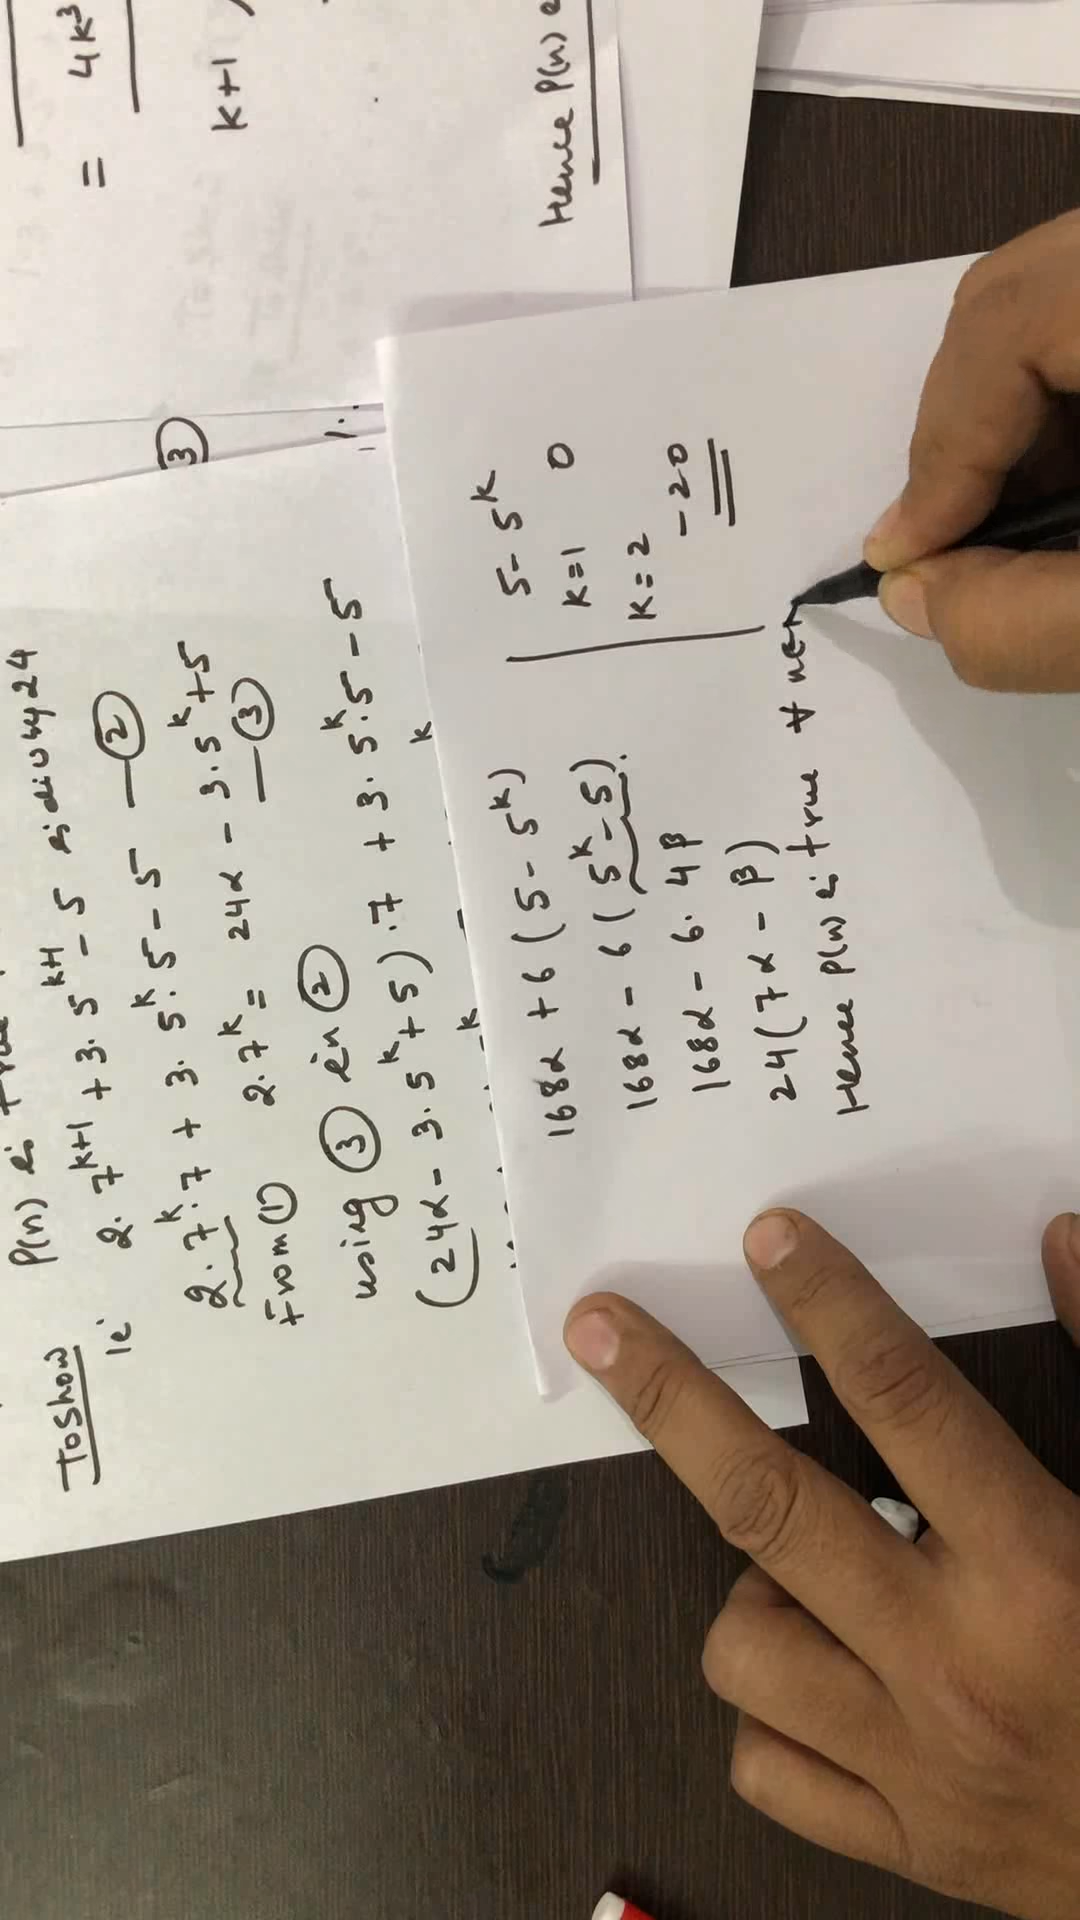 = 4k³
k+1
Hence P(n)
3
P(n) is true
To show
ie 2.7^{k+1} + 3.5^{k+1} - 5 is div by 24
2.7^k.7 + 3.5^k.5 - 5 — ②
From ① 2.7^k = 24α - 3.5^k + 5 — ③
using ③ in ②
(24α - 3.5^k + 5).7 + 3.5^k.5 - 5
168α + 6(5 - 5^k)
168α - 6(5^k - 5).
168α - 6.4β
24(7α - β)
Hence P(n) is true ∀ n∈
5 - 5^k
k=1 0
k=2
-20